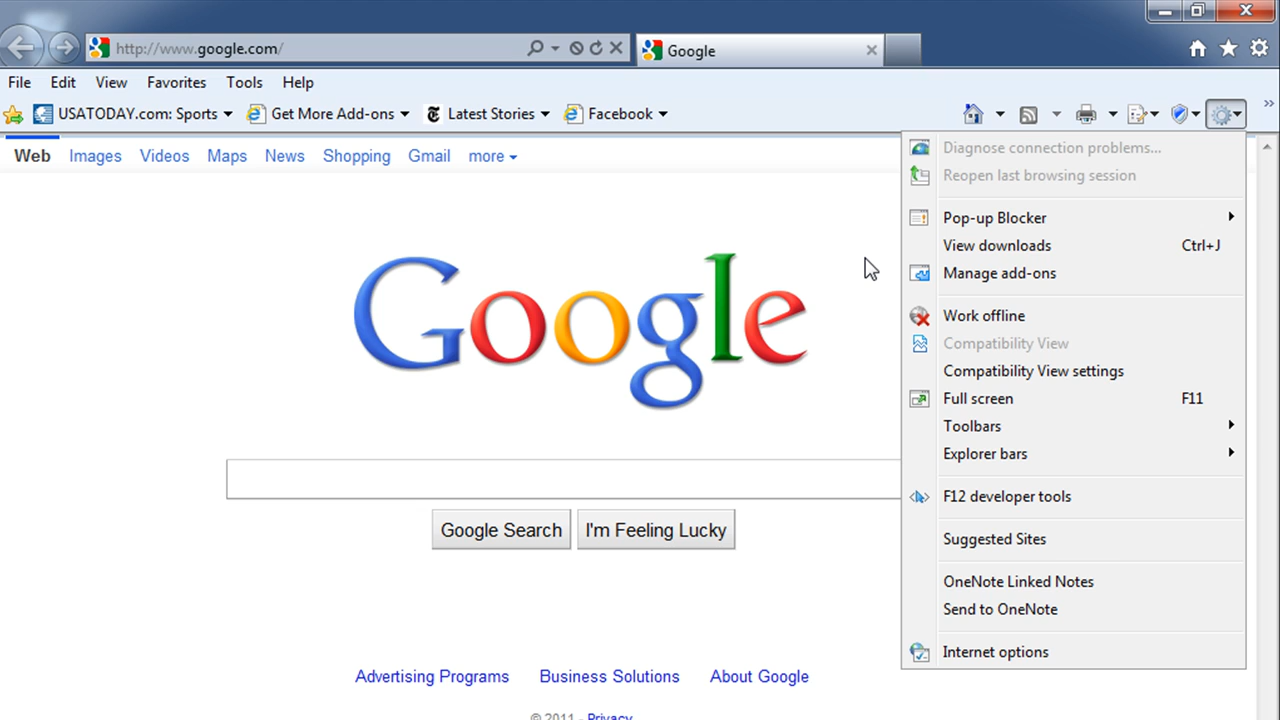 http://www.google.com/
Google
File Edit View Favorites Tools Help
USATODAY.com: Sports Get More Add-ons Latest Stories Facebook
Web Images Videos Maps News Shopping Gmail more
Diagnose connection problems...
Reopen last browsing session
Pop-up Blocker
View downloads Ctrl+J
Manage add-ons
Work offline
Compatibility View
Compatibility View settings
Full screen F11
Toolbars
Explorer bars
F12 developer tools
Suggested Sites
OneNote Linked Notes
Send to OneNote
Internet options
Google
Google Search I'm Feeling Lucky
Advertising Programs Business Solutions About Google
© 2011 - Privacy